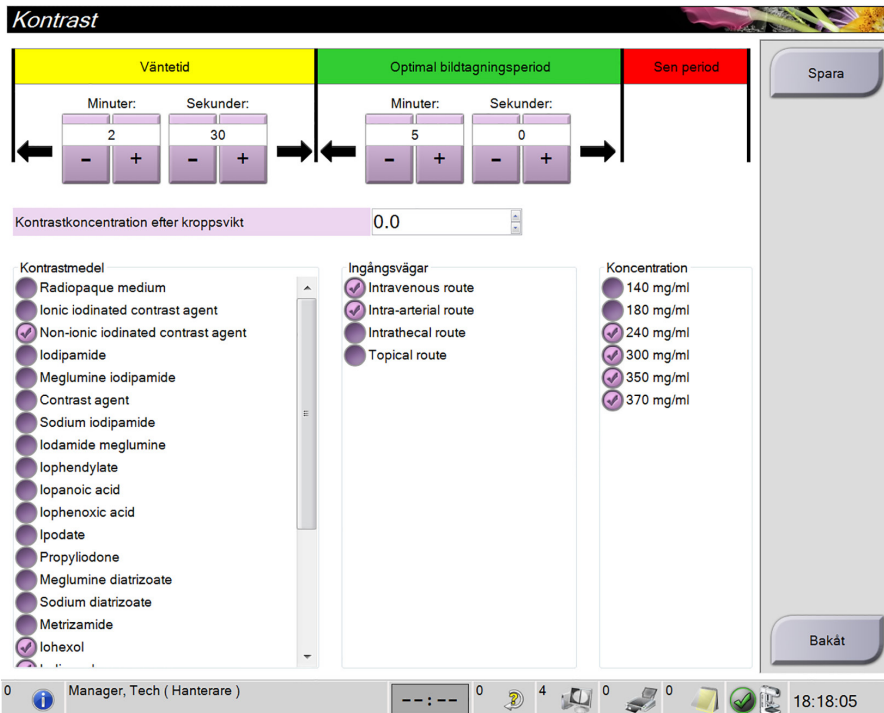 Kontrast
Väntetid
Optimal bildtagningsperiod
Sen period
Spara
Minuter:
Sekunder:
Minuter:
Sekunder:
2
30
5
0
- +
- +
- +
- +
Kontrastkoncentration efter kroppsvikt
0.0
Kontrastmedel
Radiopaque medium
Ionic iodinated contrast agent
Non-ionic iodinated contrast agent
Iodipamide
Meglumine iodipamide
Contrast agent
Sodium iodipamide
Iodamide meglumine
Iophendylate
Iopanoic acid
Iophenoxic acid
Ipodate
Propyliodone
Meglumine diatrizoate
Sodium diatrizoate
Metrizamide
Iohexol
Ingångsvägar
Intravenous route
Intra-arterial route
Intrathecal route
Topical route
Koncentration
140 mg/ml
180 mg/ml
240 mg/ml
300 mg/ml
350 mg/ml
370 mg/ml
Bakåt
0
Manager, Tech ( Hanterare )
--:--
0
4
0
0
18:18:05